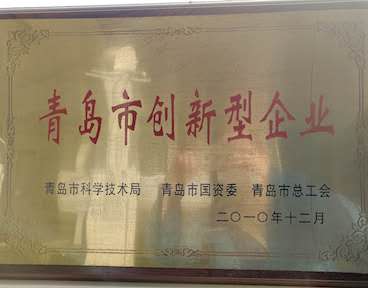 青岛市创新型企业
青岛市科学技术局 青岛市国资委 青岛市总工会
二〇一〇年十二月